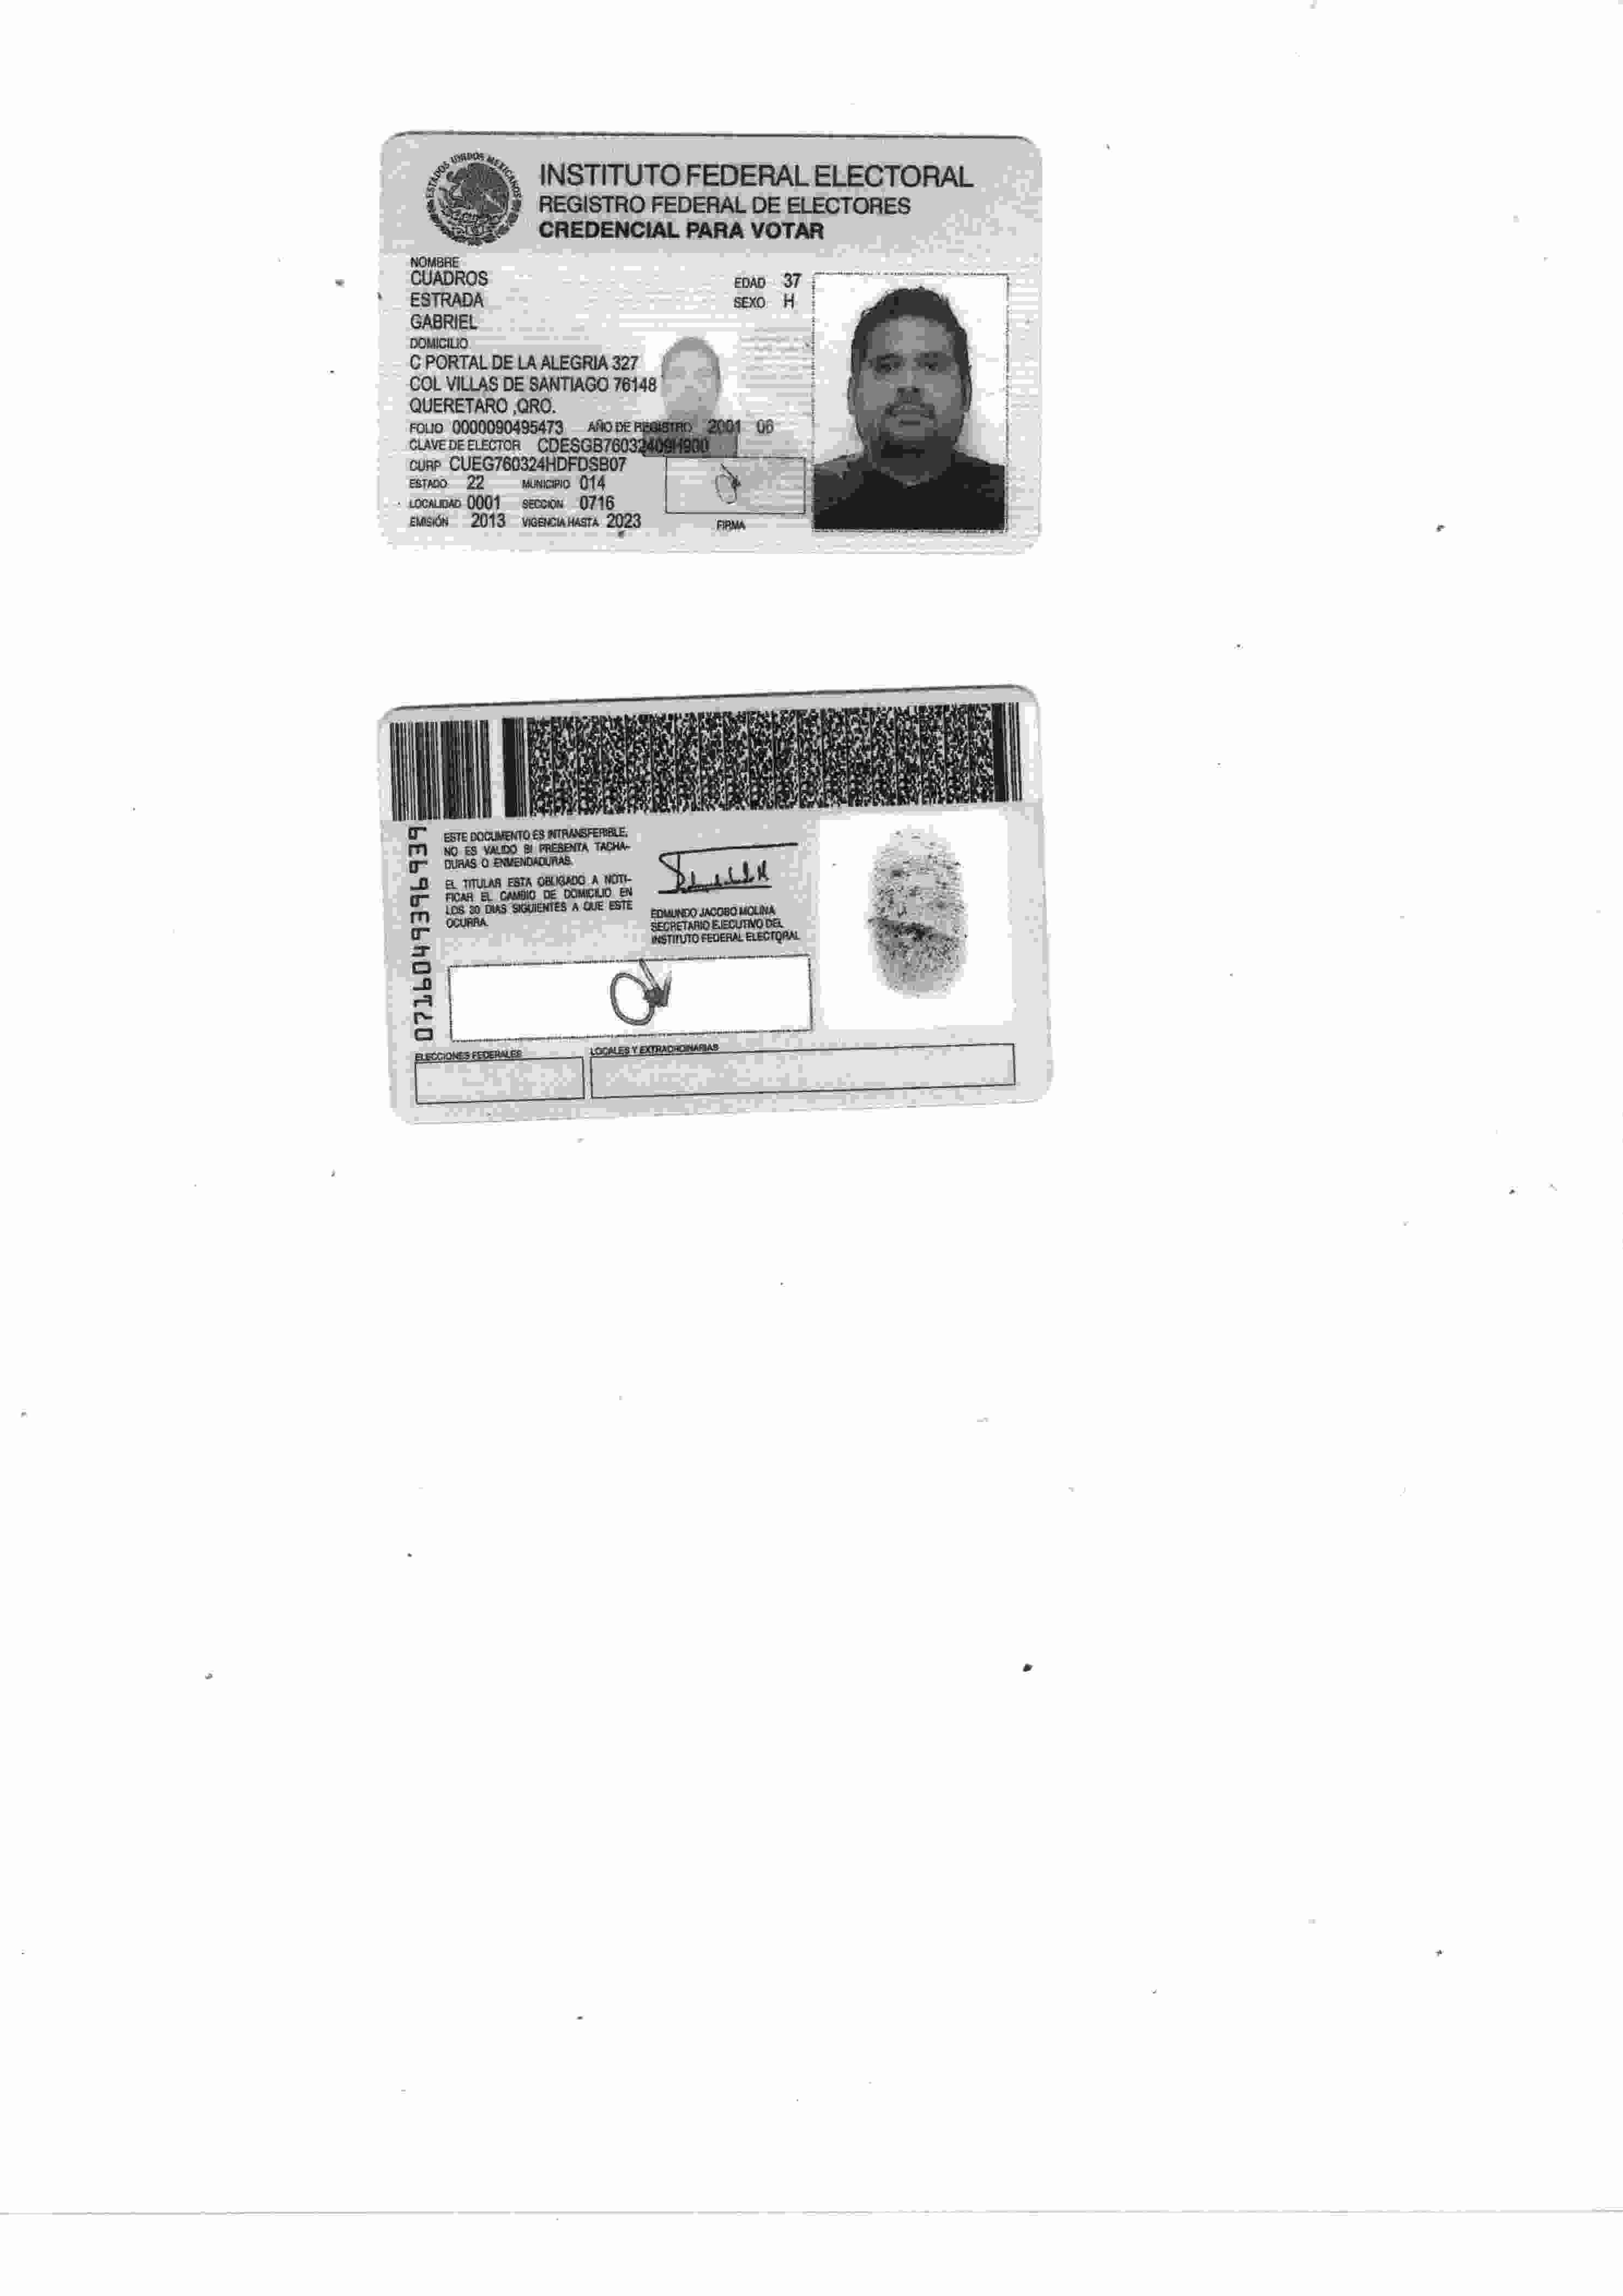 ESTADOS UNIDOS MEXICANOS
INSTITUTO FEDERAL ELECTORAL
REGISTRO FEDERAL DE ELECTORES
CREDENCIAL PARA VOTAR
NOMBRE
CUADROS
ESTRADA
GABRIEL
EDAD 37
SEXO H
DOMICILIO
C PORTAL DE LA ALEGRIA 327
COL VILLAS DE SANTIAGO 76148
QUERETARO ,QRO.
FOLIO 0000090495473 AÑO DE REGISTRO 2001 06
CLAVE DE ELECTOR CDESGB76032409H900
CURP CUEG760324HDFDSB07
ESTADO 22 MUNICIPIO 014
LOCALIDAD 0001 SECCION 0716
EMISIÓN 2013 VIGENCIA HASTA 2023
FIRMA
0716049396939
ESTE DOCUMENTO ES INTRANSFERIBLE,
NO ES VALIDO SI PRESENTA TACHA-
DURAS O ENMENDADURAS.
EL TITULAR ESTA OBLIGADO A NOTI-
FICAR EL CAMBIO DE DOMICILIO EN
LOS 30 DIAS SIGUIENTES A QUE ESTE
OCURRA.
EDMUNDO JACOBO MOLINA
SECRETARIO EJECUTIVO DEL
INSTITUTO FEDERAL ELECTORAL
ELECCIONES FEDERALES
LOCALES Y EXTRAORDINARIAS